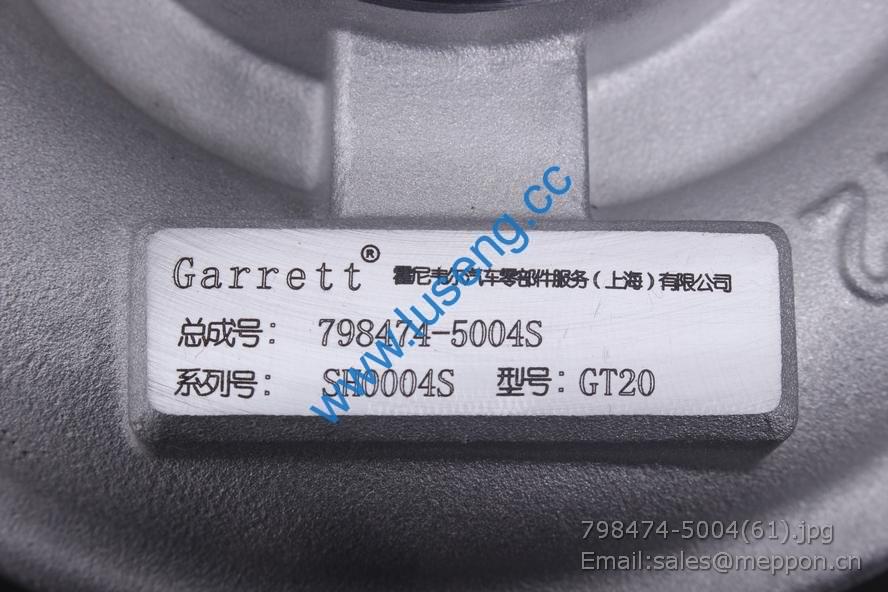 Garrett® 霍尼韦尔汽车零部件服务(上海)有限公司
总成号: 798474-5004S
系列号: SH0004S 型号: GT20
www.luseng.cc
798474-5004(61).jpg
Email:sales@meppon.cn